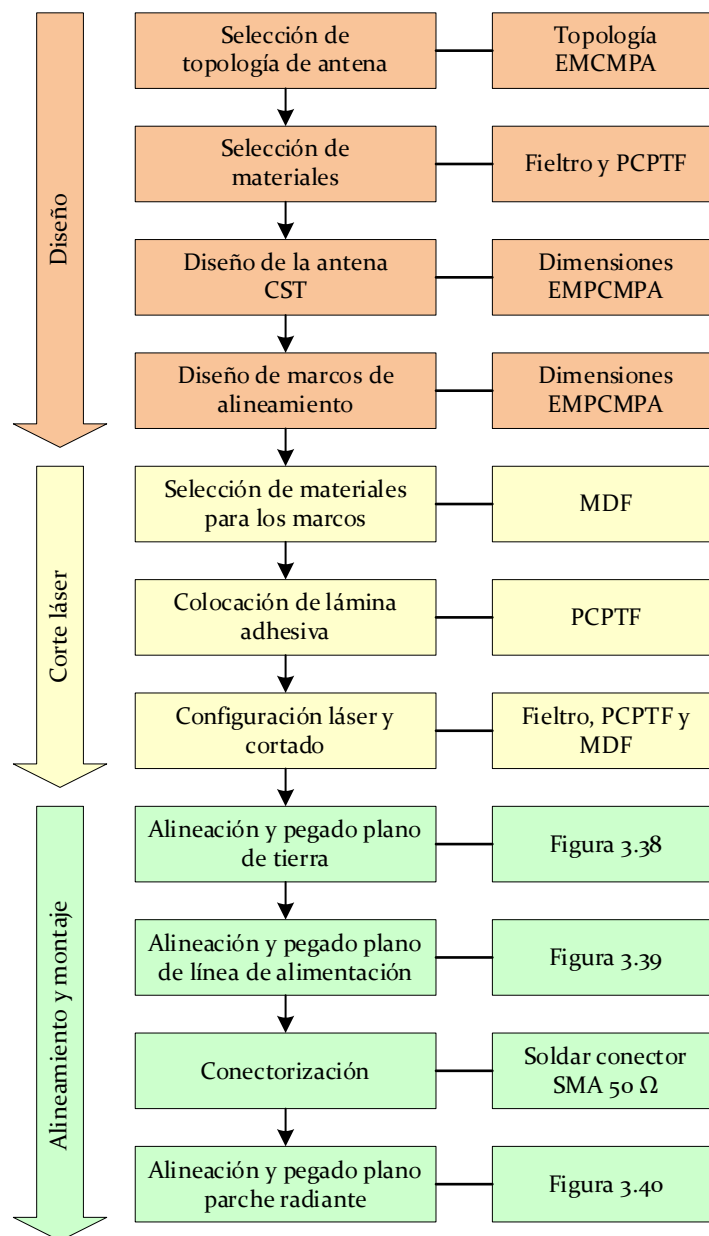 Diseño
Selección de
topología de antena
Topología
EMCMPA
Selección de
materiales
Fieltro y PCPTF
Diseño de la antena
CST
Dimensiones
EMPCMPA
Diseño de marcos de
alineamiento
Dimensiones
EMPCMPA
Corte láser
Selección de materiales
para los marcos
MDF
Colocación de lámina
adhesiva
PCPTF
Configuración láser y
cortado
Fieltro, PCPTF y
MDF
Alineamiento y montaje
Alineación y pegado plano
de tierra
Figura 3.38
Alineación y pegado plano
de línea de alimentación
Figura 3.39
Conectorización
Soldar conector
SMA 50 Ω
Alineación y pegado plano
parche radiante
Figura 3.40